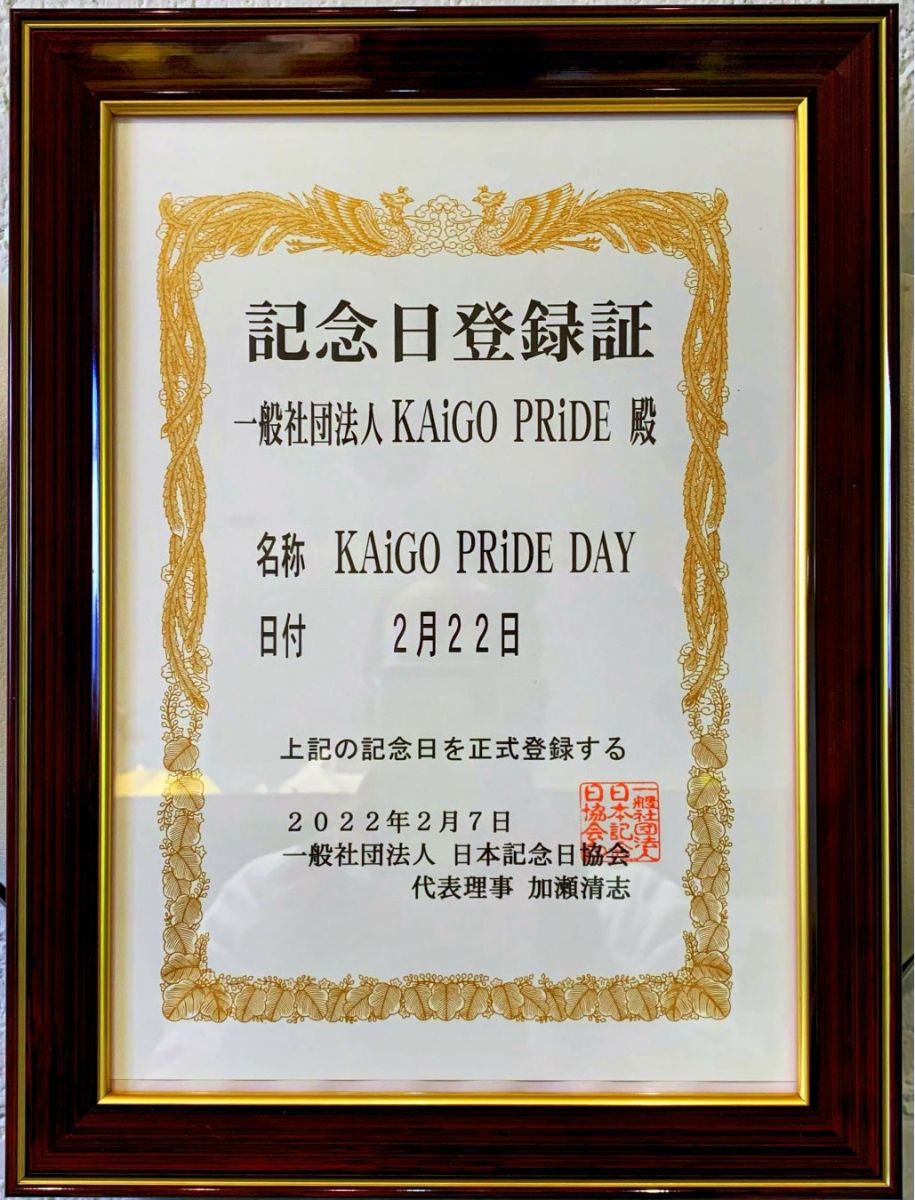 記念日登録証
一般社団法人 KAiGO PRiDE 殿
名称 KAiGO PRiDE DAY
日付 2月22日
上記の記念日を正式登録する
2022年2月7日
一般社団法人 日本記念日協会
代表理事 加瀬清志
一般社団法人
日本記念
日協会